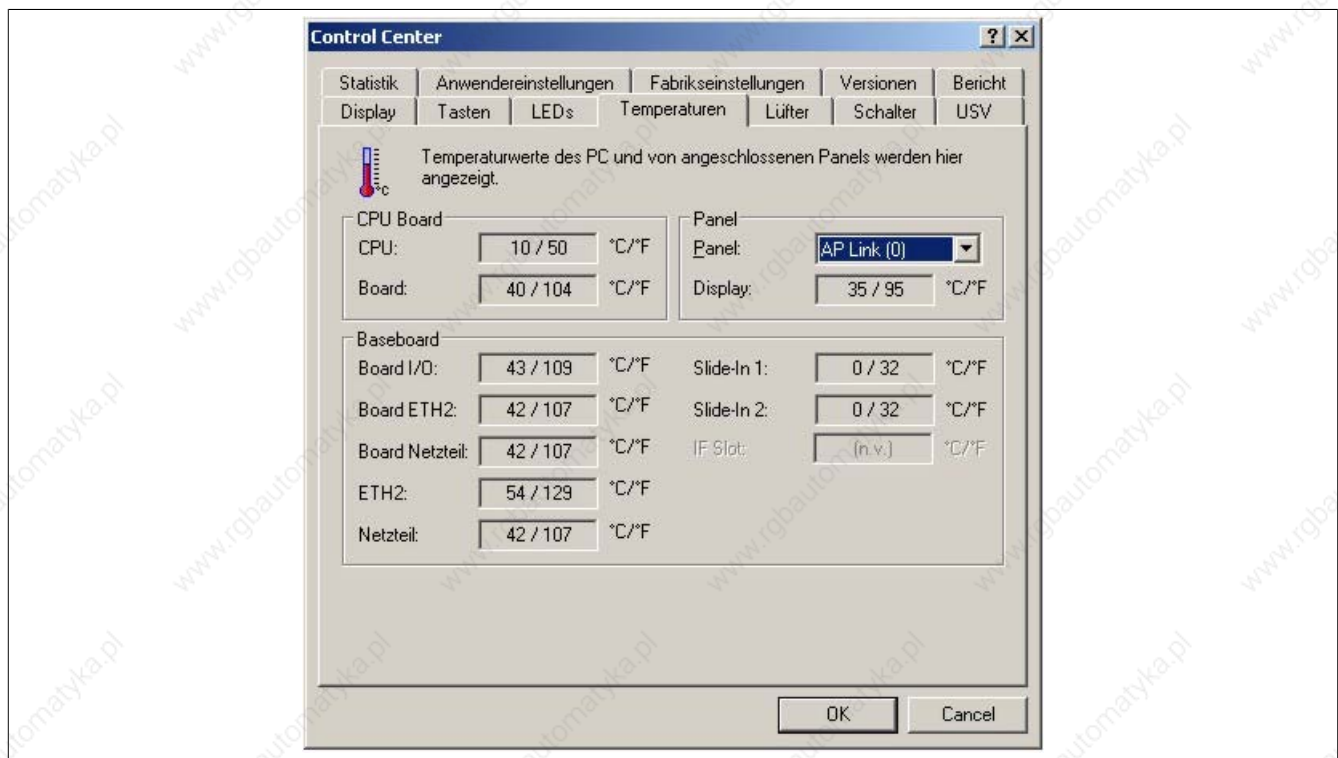 Control Center
Statistik Anwendereinstellungen Fabrikseinstellungen Versionen Bericht
Display Tasten LEDs Temperaturen Lüfter Schalter USV
Temperaturwerte des PC und von angeschlossenen Panels werden hier
angezeigt.
°C
CPU Board
CPU: 10 / 50 °C/°F
Board: 40 / 104 °C/°F
Panel
Panel: AP Link (0)
Display: 35 / 95 °C/°F
Baseboard
Board I/O: 43 / 109 °C/°F Slide-In 1: 0 / 32 °C/°F
Board ETH2: 42 / 107 °C/°F Slide-In 2: 0 / 32 °C/°F
Board Netzteil: 42 / 107 °C/°F IF Slot: (n.v.) °C/°F
ETH2: 54 / 129 °C/°F
Netzteil: 42 / 107 °C/°F
OK Cancel
www.rgbautomatyka.pl